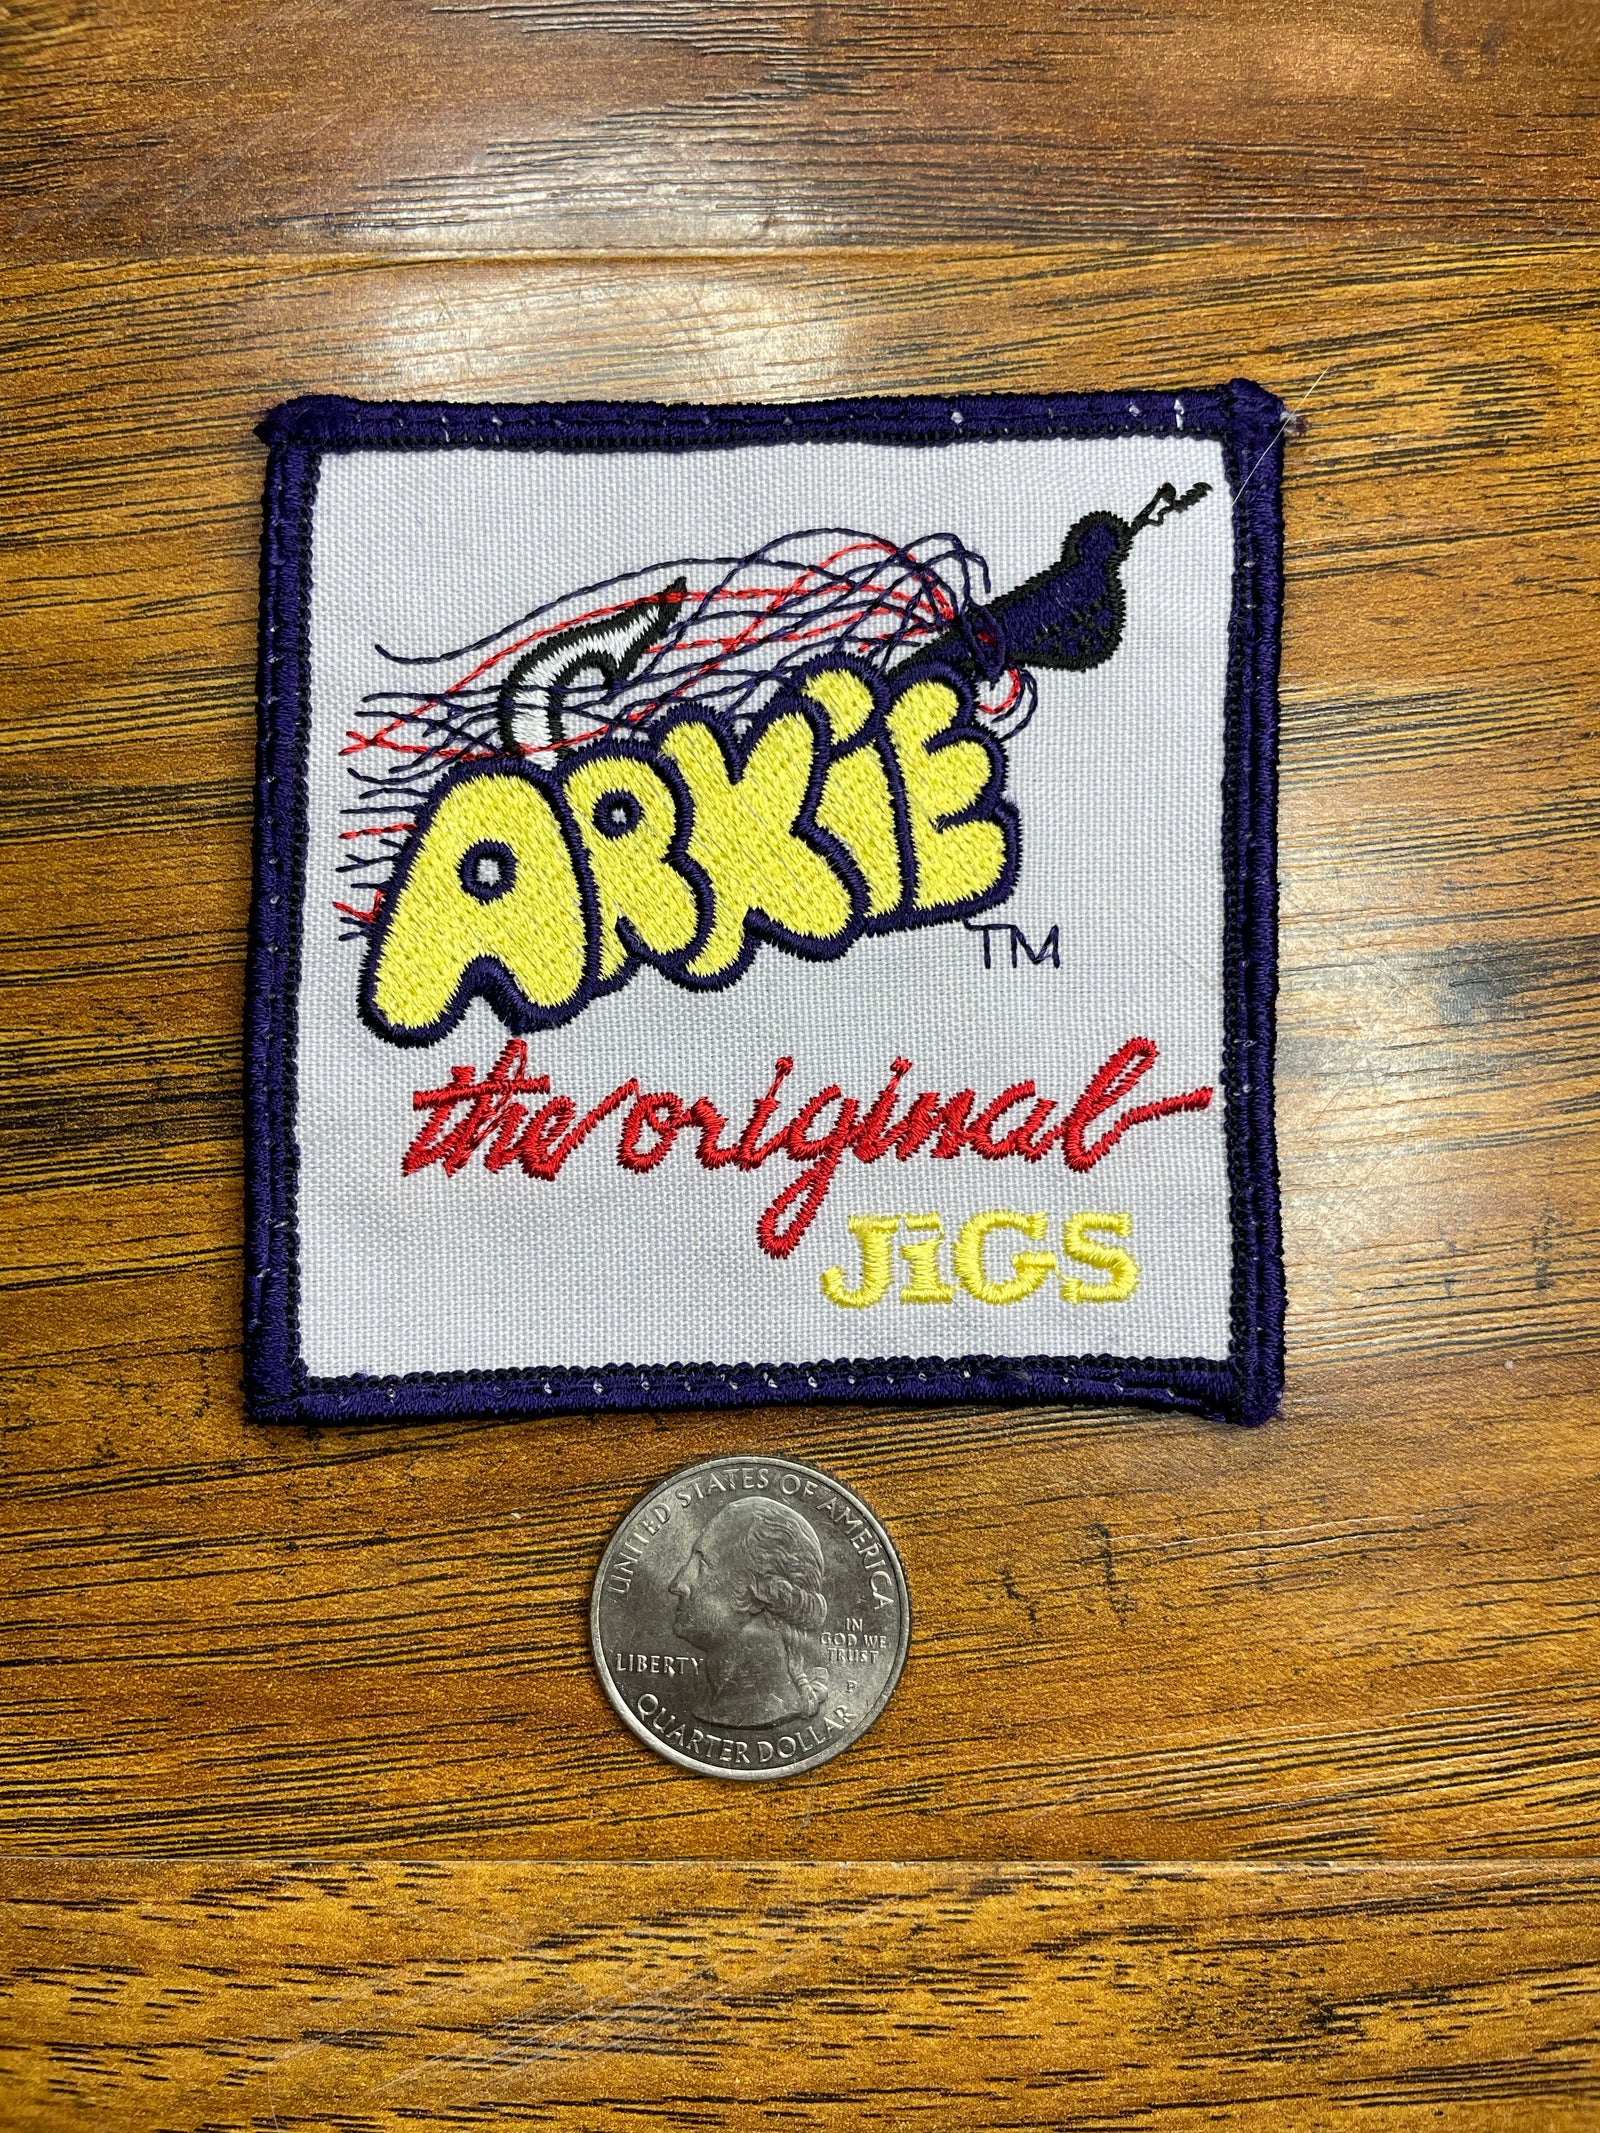 ARKiE
TM
the original
JiGS
UNITED STATES OF AMERICA
LIBERTY
IN
GOD WE
TRUST
P
QUARTER DOLLAR